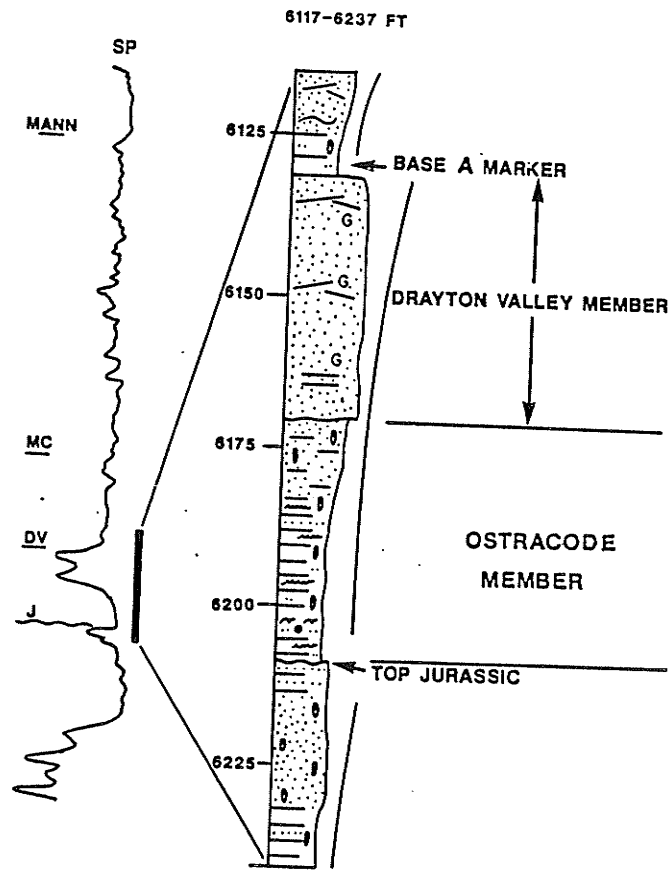 6117-6237 FT
SP
MANN
6125
BASE A MARKER
G
6150
G
DRAYTON VALLEY MEMBER
G
MC
6175
DV
OSTRACODE
MEMBER
6200
J
TOP JURASSIC
6225